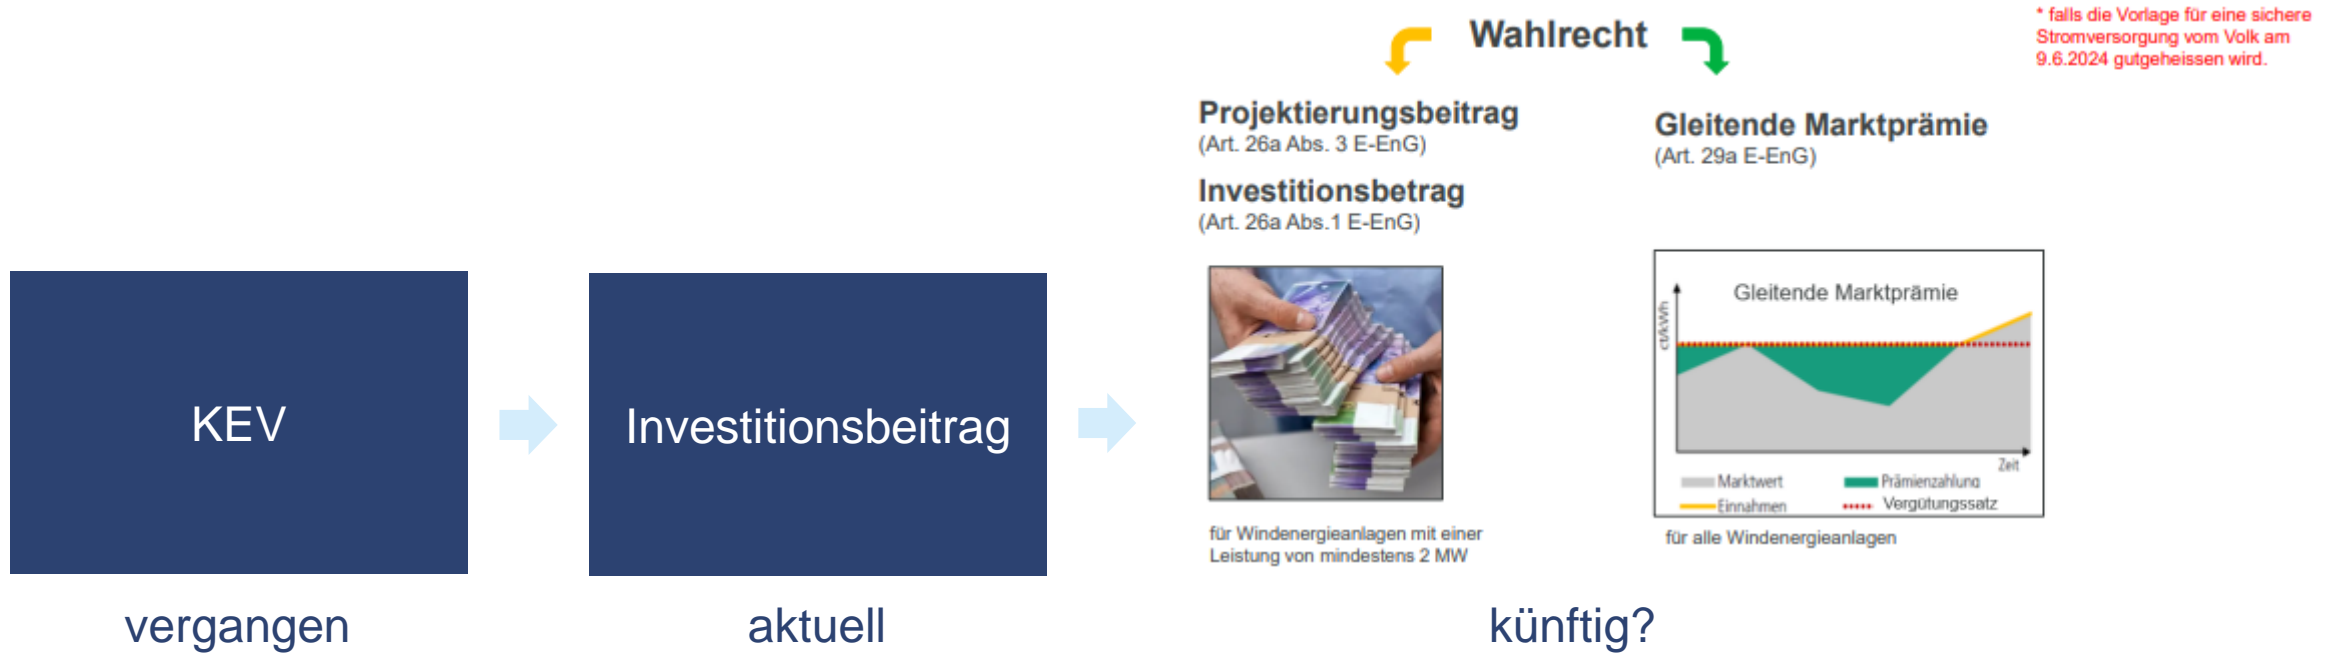 Wahlrecht
* falls die Vorlage für eine sichere
Stromversorgung vom Volk am
9.6.2024 gutgeheissen wird.
Projektierungsbeitrag
(Art. 26a Abs. 3 E-EnG)
Investitionsbetrag
(Art. 26a Abs.1 E-EnG)
Gleitende Marktprämie
(Art. 29a E-EnG)
KEV
Investitionsbeitrag
Gleitende Marktprämie
ct/kWh
Zeit
Marktwert
Prämienzahlung
Einnahmen
Vergütungssatz
für Windenergieanlagen mit einer
Leistung von mindestens 2 MW
für alle Windenergieanlagen
vergangen
aktuell
künftig?